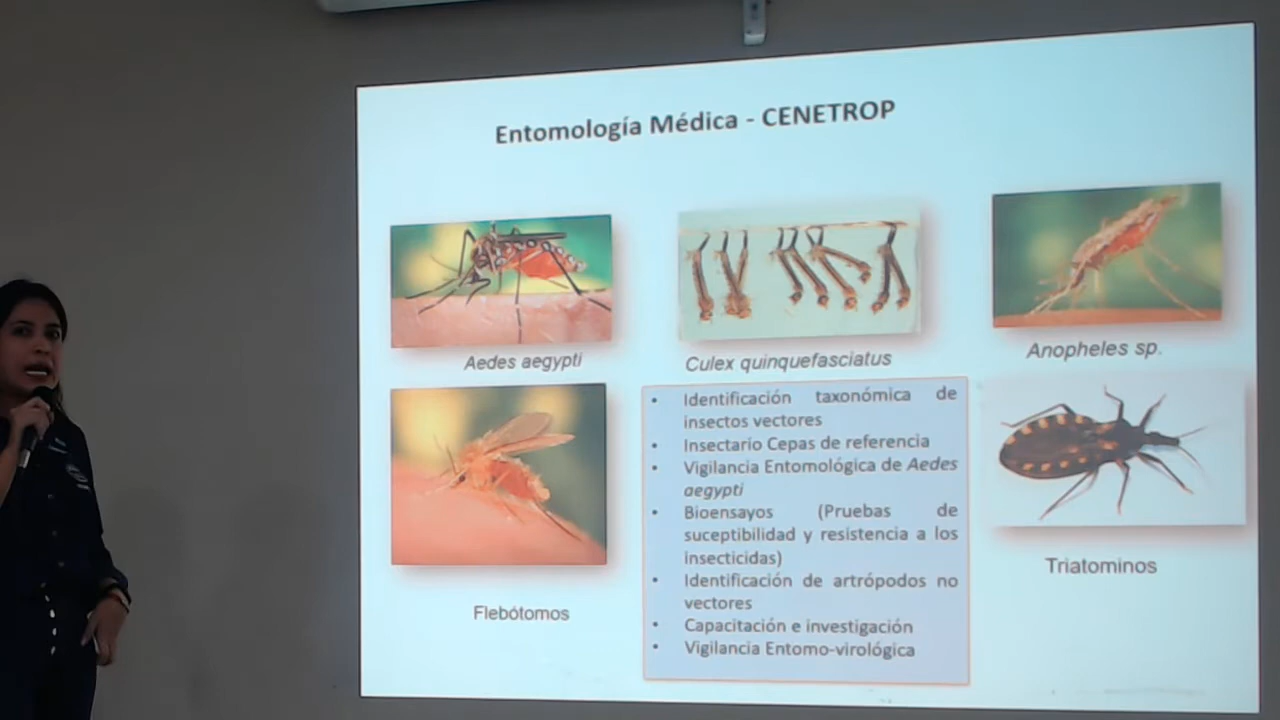 Entomología Médica - CENETROP
Aedes aegypti
Culex quinquefasciatus
Anopheles sp.
• Identificación taxonómica de
insectos vectores
• Insectario Cepas de referencia
• Vigilancia Entomológica de Aedes
aegypti
• Bioensayos (Pruebas de
suceptibilidad y resistencia a los
insecticidas)
• Identificación de artrópodos no
vectores
• Capacitación e investigación
• Vigilancia Entomo-virológica
Flebótomos
Triatominos